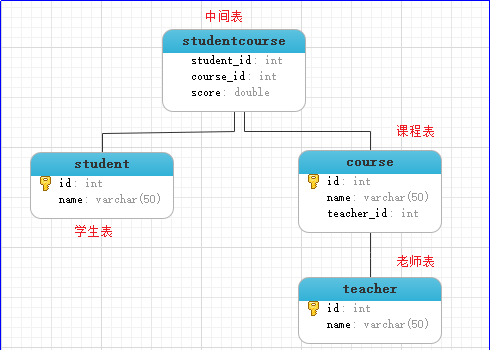 中间表
studentcourse
student_id: int
course_id: int
score: double
课程表
student
id: int
name: varchar(50)
学生表
course
id: int
name: varchar(50)
teacher_id: int
老师表
teacher
id: int
name: varchar(50)